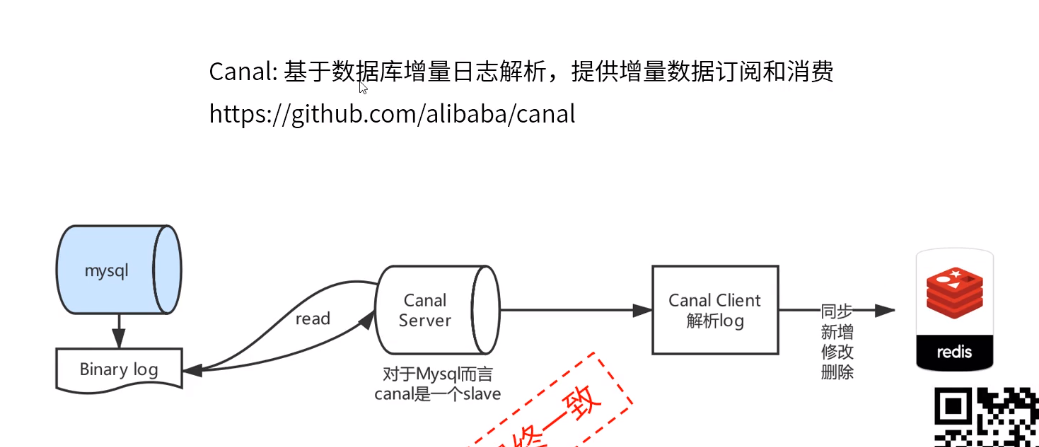 Canal: 基于数据库增量日志解析，提供增量数据订阅和消费
https://github.com/alibaba/canal
mysql
Binary log
read
Canal
Server
对于Mysql而言
canal是一个slave
Canal Client
解析log
同步
新增
修改
删除
redis
终一致